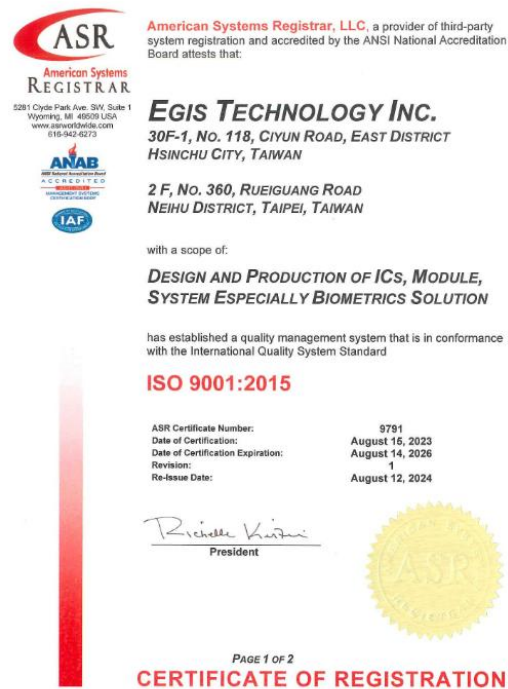 ASR
American Systems
REGISTRAR
5281 Clyde Park Ave. SW, Suite 1
Wyoming, MI 49509 USA
www.asrworldwide.com
616-942-6273
ANAB
ANSI National Accreditation Board
ACCREDITED
MANAGEMENT SYSTEMS
CERTIFICATION BODY
IAF
American Systems Registrar, LLC, a provider of third-party
system registration and accredited by the ANSI National Accreditation
Board attests that:
EGIS TECHNOLOGY INC.
30F-1, NO. 118, CIYUN ROAD, EAST DISTRICT
HSINCHU CITY, TAIWAN
2 F, NO. 360, RUEIGUANG ROAD
NEIHU DISTRICT, TAIPEI, TAIWAN
with a scope of:
DESIGN AND PRODUCTION OF ICS, MODULE,
SYSTEM ESPECIALLY BIOMETRICS SOLUTION
has established a quality management system that is in conformance
with the International Quality System Standard
ISO 9001:2015
ASR Certificate Number: 9791
Date of Certification: August 15, 2023
Date of Certification Expiration: August 14, 2026
Revision: 1
Re-Issue Date: August 12, 2024
President
ASR
PAGE 1 OF 2
CERTIFICATE OF REGISTRATION